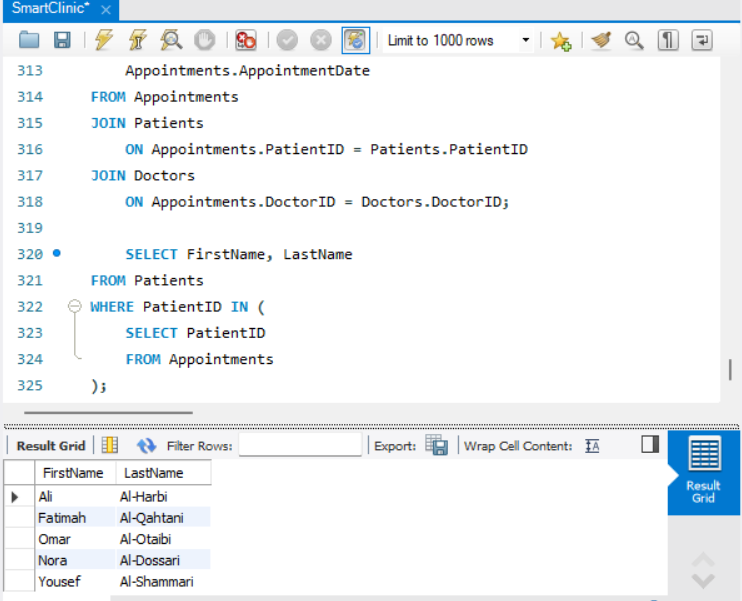 SmartClinic*
Limit to 1000 rows
313 Appointments.AppointmentDate
314 FROM Appointments
315 JOIN Patients
316 ON Appointments.PatientID = Patients.PatientID
317 JOIN Doctors
318 ON Appointments.DoctorID = Doctors.DoctorID;
319
320 SELECT FirstName, LastName
321 FROM Patients
322 WHERE PatientID IN (
323 SELECT PatientID
324 FROM Appointments
325 );
Result Grid Filter Rows: Export: Wrap Cell Content:
FirstName LastName
Ali Al-Harbi
Fatimah Al-Qahtani
Omar Al-Otaibi
Nora Al-Dossari
Yousef Al-Shammari
Result
Grid